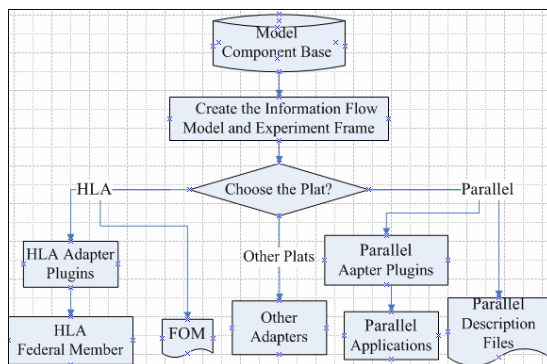 Model
Component Base
Create the Information Flow
Model and Experiment Frame
Choose the Plat?
HLA
Parallel
Other Plats
HLA Adapter
Plugins
Parallel
Aapter Plugins
HLA
Federal Member
FOM
Other
Adapters
Parallel
Applications
Parallel
Description
Files